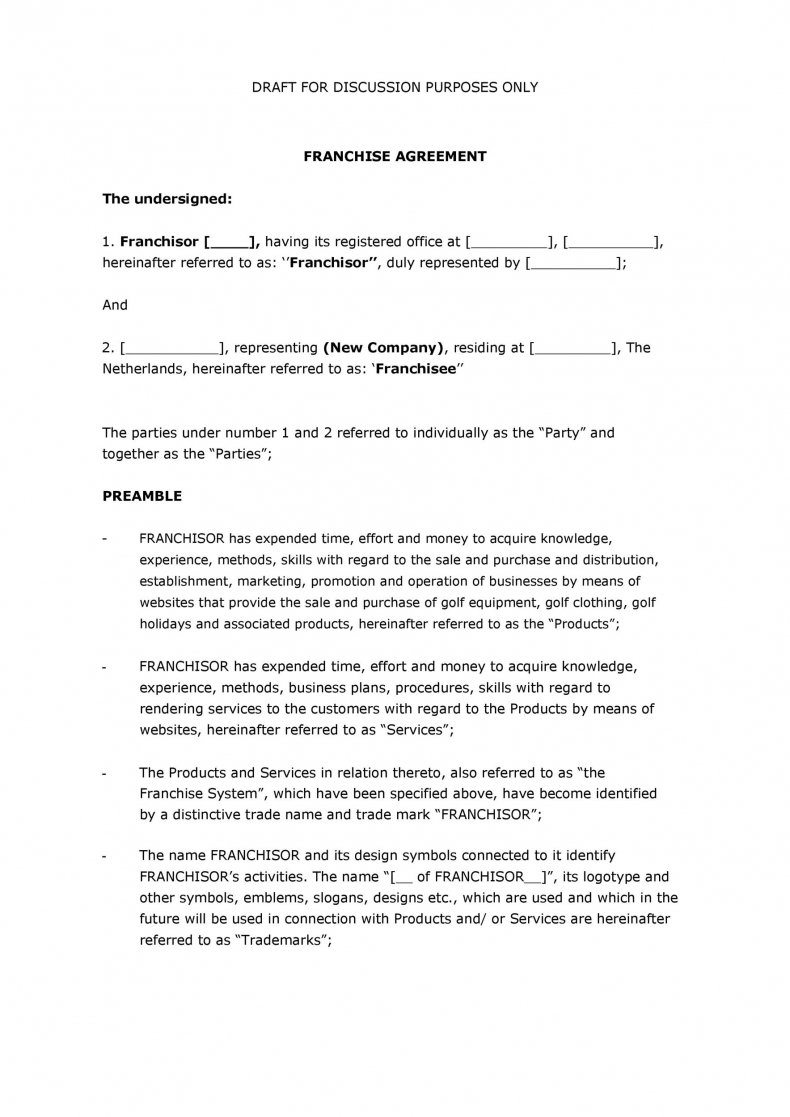 DRAFT FOR DISCUSSION PURPOSES ONLY
FRANCHISE AGREEMENT
The undersigned:
1. Franchisor [____], having its registered office at [_________], [__________],
hereinafter referred to as: ‘’Franchisor’’, duly represented by [__________];
And
2. [___________], representing (New Company), residing at [_________], The
Netherlands, hereinafter referred to as: ‘Franchisee’’
The parties under number 1 and 2 referred to individually as the “Party” and
together as the “Parties”;
PREAMBLE
- FRANCHISOR has expended time, effort and money to acquire knowledge,
experience, methods, skills with regard to the sale and purchase and distribution,
establishment, marketing, promotion and operation of businesses by means of
websites that provide the sale and purchase of golf equipment, golf clothing, golf
holidays and associated products, hereinafter referred to as the “Products”;
- FRANCHISOR has expended time, effort and money to acquire knowledge,
experience, methods, business plans, procedures, skills with regard to
rendering services to the customers with regard to the Products by means of
websites, hereinafter referred to as “Services”;
- The Products and Services in relation thereto, also referred to as “the
Franchise System”, which have been specified above, have become identified
by a distinctive trade name and trade mark “FRANCHISOR”;
- The name FRANCHISOR and its design symbols connected to it identify
FRANCHISOR’s activities. The name “[__ of FRANCHISOR__]”, its logotype and
other symbols, emblems, slogans, designs etc., which are used and which in the
future will be used in connection with Products and/ or Services are hereinafter
referred to as “Trademarks”;